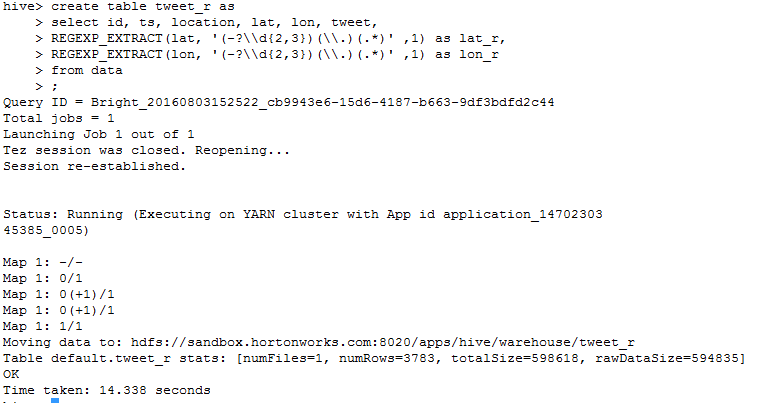 hive> create table tweet_r as
    > select id, ts, location, lat, lon, tweet,
    > REGEXP_EXTRACT(lat, '(-?\\d{2,3})(\\.)(.*)' ,1) as lat_r,
    > REGEXP_EXTRACT(lon, '(-?\\d{2,3})(\\.)(.*)' ,1) as lon_r
    > from data
    > ;
Query ID = Bright_20160803152522_cb9943e6-15d6-4187-b663-9df3bdfd2c44
Total jobs = 1
Launching Job 1 out of 1
Tez session was closed. Reopening...
Session re-established.
Status: Running (Executing on YARN cluster with App id application_14702303
45385_0005)
Map 1: -/-
Map 1: 0/1
Map 1: 0(+1)/1
Map 1: 0(+1)/1
Map 1: 1/1
Moving data to: hdfs://sandbox.hortonworks.com:8020/apps/hive/warehouse/tweet_r
Table default.tweet_r stats: [numFiles=1, numRows=3783, totalSize=598618, rawDataSize=594835]
OK
Time taken: 14.338 seconds